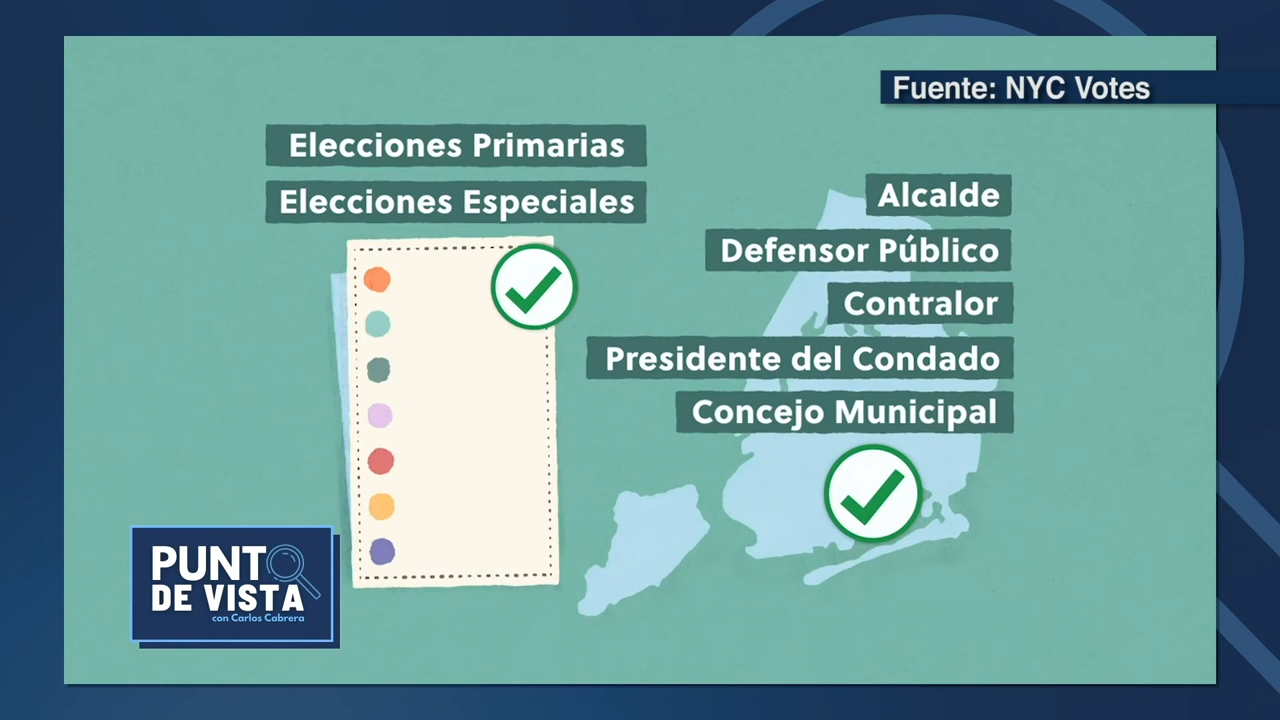 Fuente: NYC Votes
Elecciones Primarias
Elecciones Especiales
Alcalde
Defensor Público
Contralor
Presidente del Condado
Concejo Municipal
PUNTO
DE VISTA
con Carlos Cabrera